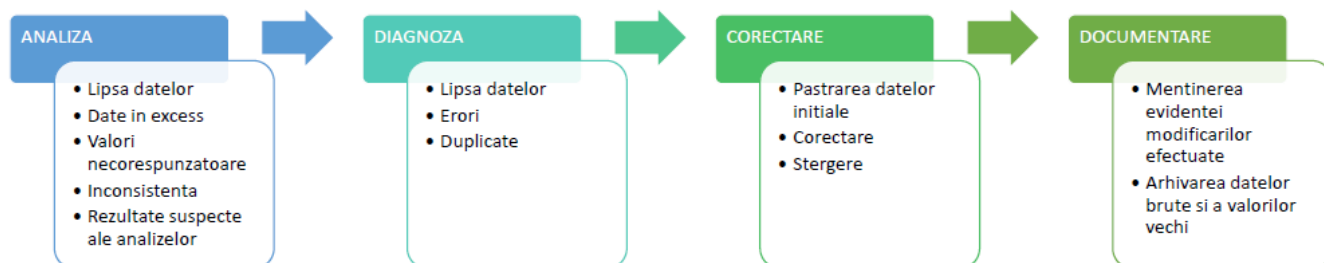 ANALIZA
• Lipsa datelor
• Date in excess
• Valori
necorespunzatoare
• Inconsistenta
• Rezultate suspecte
ale analizelor
DIAGNOZA
• Lipsa datelor
• Erori
• Duplicate
CORECTARE
• Pastrarea datelor
initiale
• Corectare
• Stergere
DOCUMENTARE
• Mentinerea
evidentei
modificarilor
efectuate
• Arhivarea datelor
brute si a valorilor
vechi